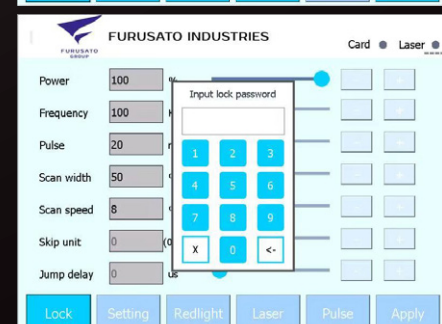 FURUSATO
GROUP
FURUSATO INDUSTRIES
Card
Laser
Power 100 %
Frequency 100
Pulse 20
Scan width 50
Scan speed 8
Skip unit 0 (0
Jump delay 0 us
Input lock password
1 2 3
4 5 6
7 8 9
X 0 <-
Lock Setting Redlight Laser Pulse Apply